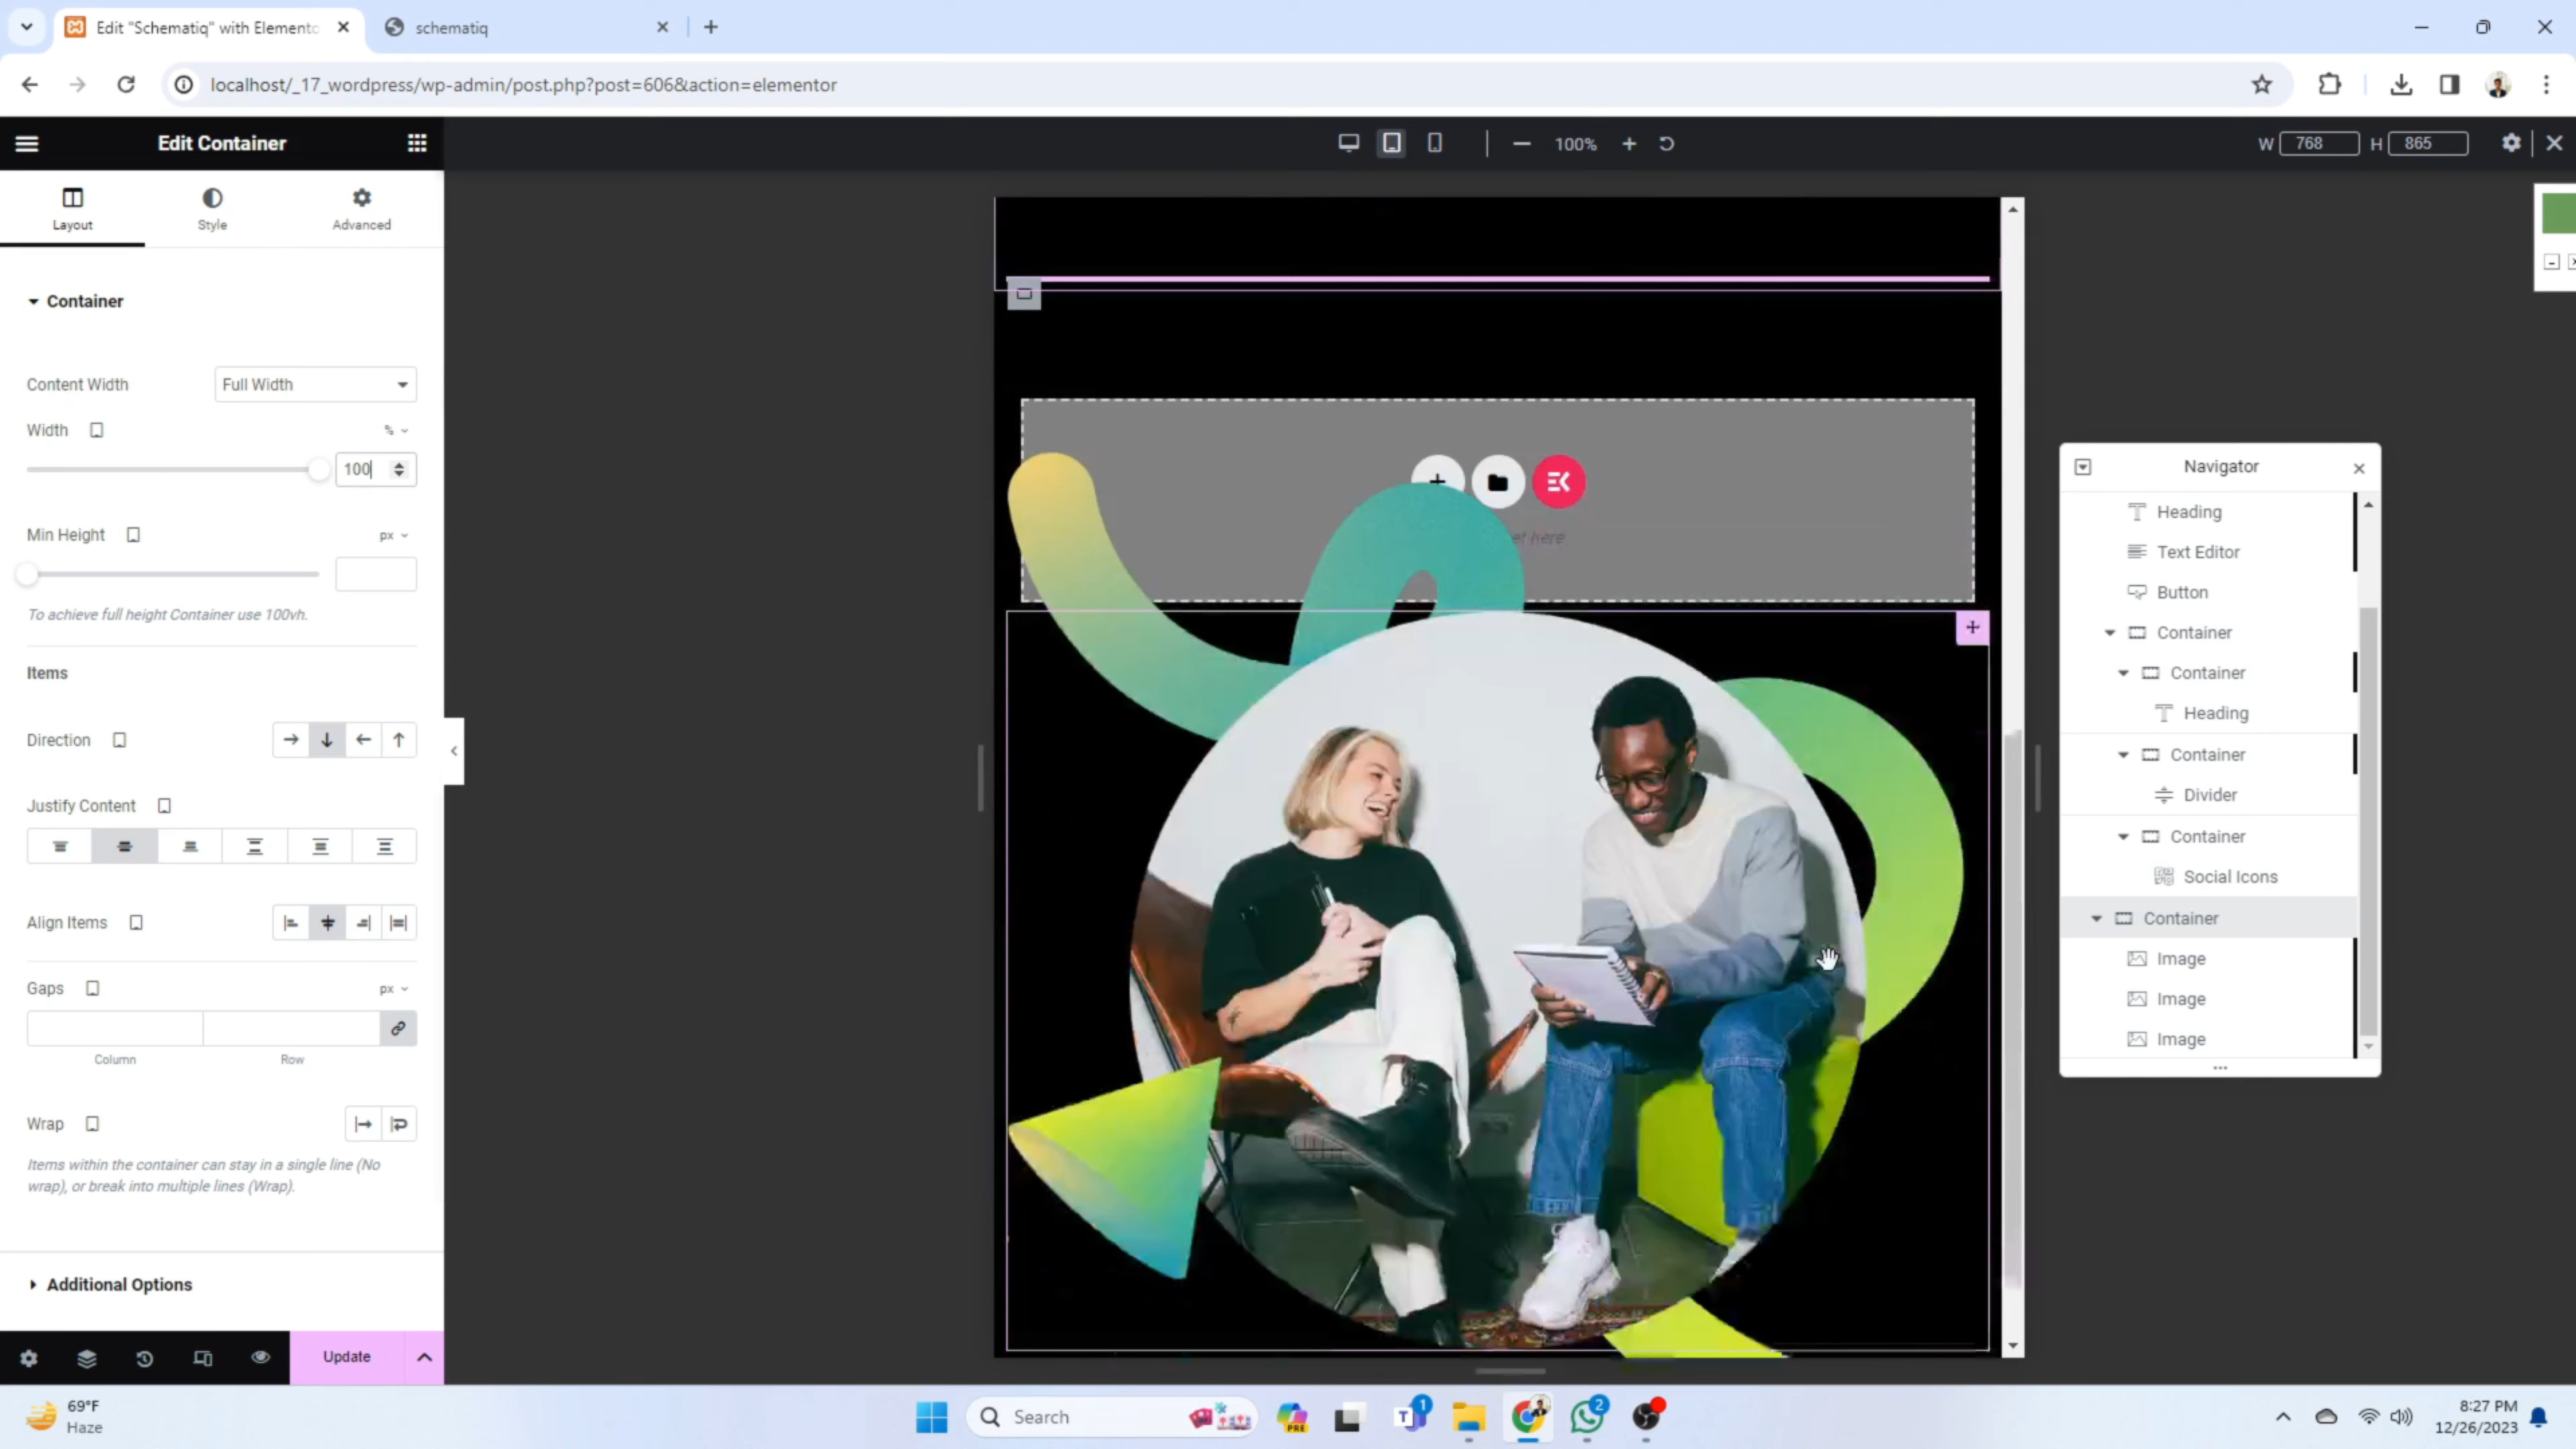 Edit "Schematiq" with Elemento
schematiq
localhost/_17_wordpress/wp-admin/post.php?post=606&action=elementor
Edit Container
100%
W 768 H 865
Layout
Style
Advanced
Container
Content Width
Full Width
Width
%
100
Min Height
px
To achieve full height Container use 100vh.
Items
Direction
Justify Content
Align Items
Gaps
px
Column
Row
Wrap
Items within the container can stay in a single line (No
wrap), or break into multiple lines (Wrap).
Additional Options
Update
here
Navigator
Heading
Text Editor
Button
Container
Container
Heading
Container
Divider
Container
Social Icons
Container
Image
Image
Image
69°F
Haze
Search
PRE
1
2
8:27 PM
12/26/2023